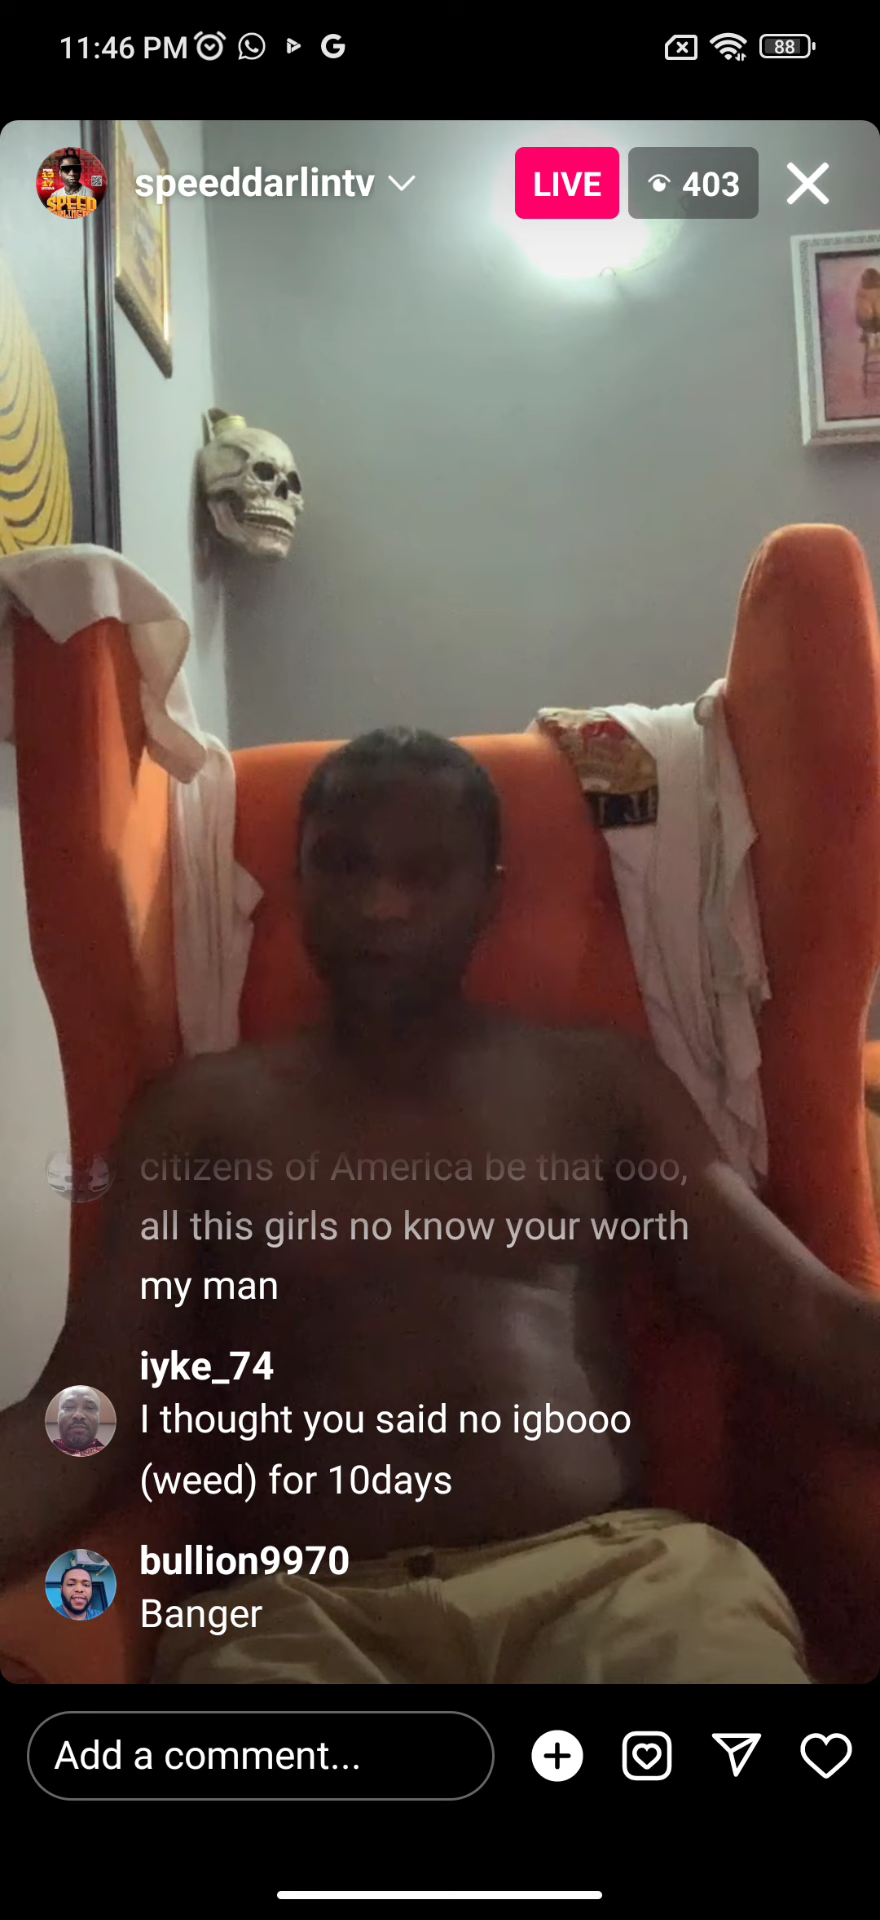 11:46 PM
88
speeddarlintv
LIVE
403
SPEED
citizens of America be that ooo,
all this girls no know your worth
my man
iyke_74
I thought you said no igbooo
(weed) for 10days
bullion9970
Banger
Add a comment...